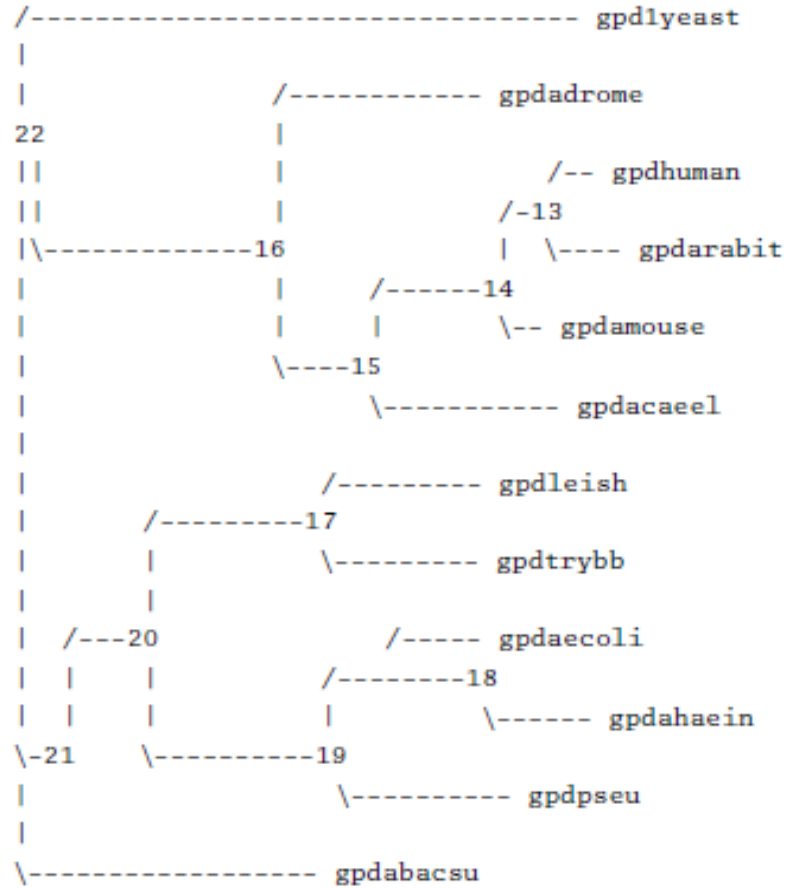 /---------------------------------- gpd1yeast
|
|                /------------ gpdadrome
22               |
||               |                /-- gpdhuman
||               |             /-13
|\-------------16             |  \---- gpdarabit
|                |     /------14
|                |     |       \-- gpdamouse
|                \----15
|                      \----------- gpdacaeel
|
|                   /--------- gpdleish
|        /---------17
|        |          \--------- gpdtrybb
|        |
|  /---20              /----- gpdaecoli
|  |     |          /--------18
|  |     |          |         \------ gpdahaein
\-21    \----------19
|                    \---------- gpdpseu
|
\------------------ gpdabacsu